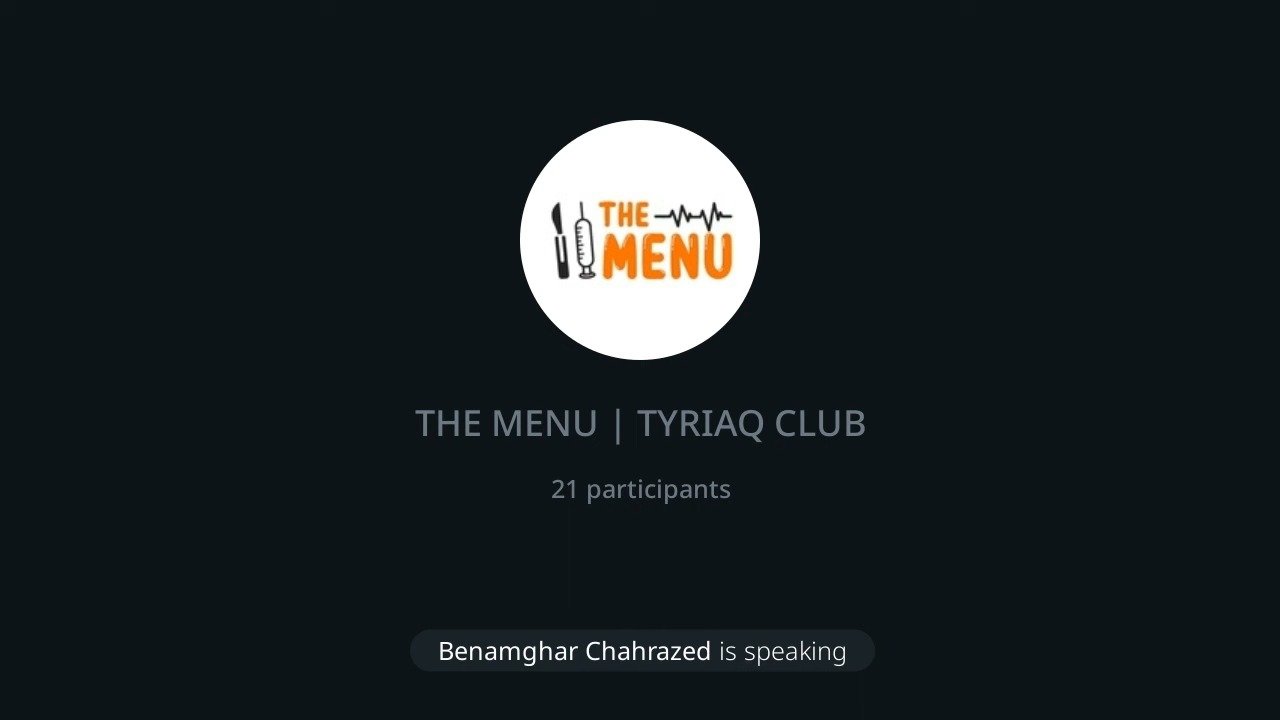 THE
MENU
THE MENU | TYRIAQ CLUB
21 participants
Benamghar Chahrazed is speaking